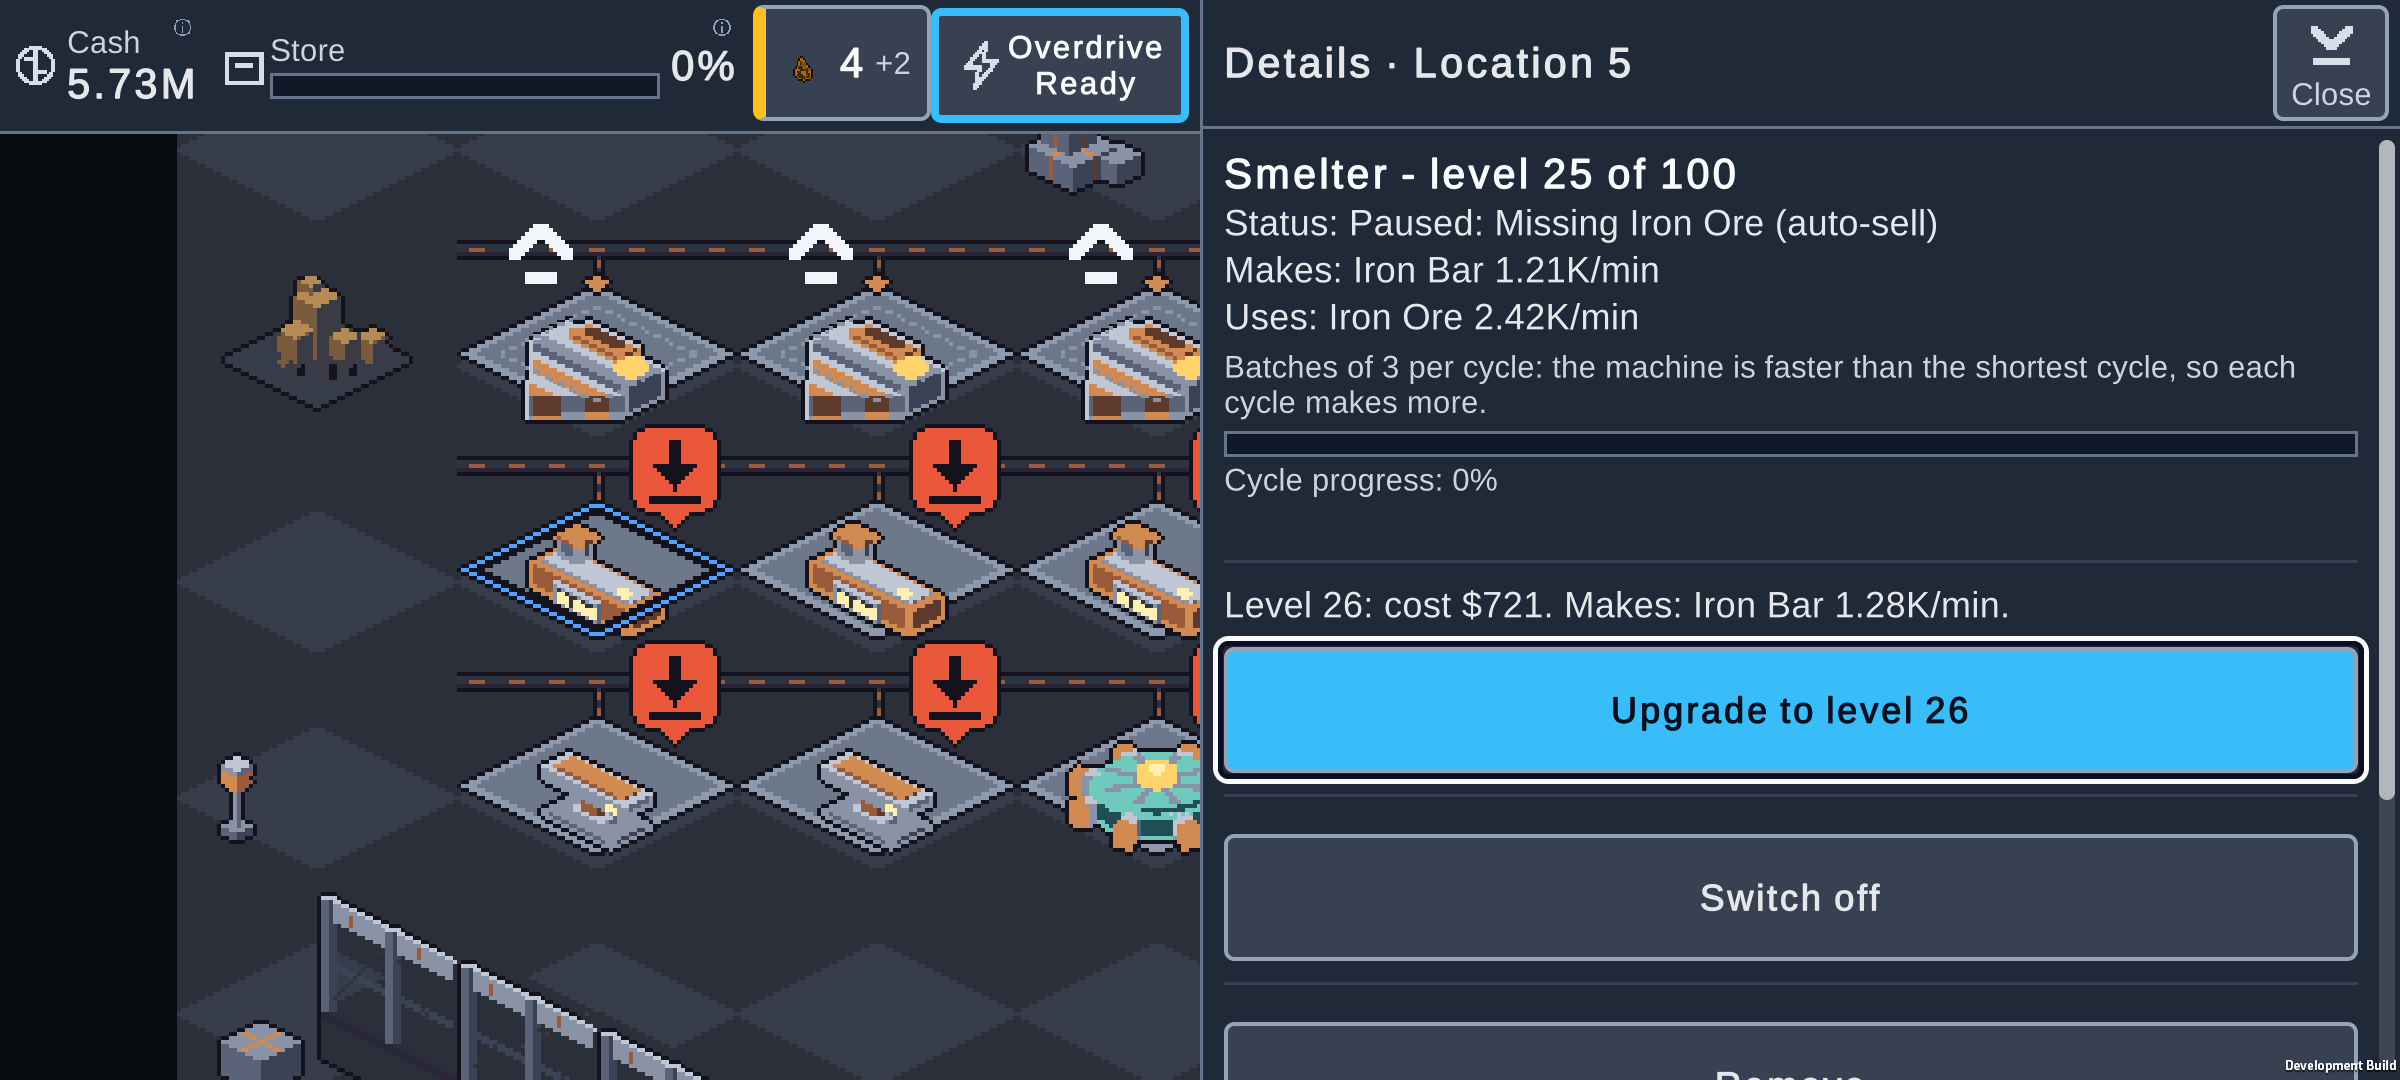 Cash
5.73M
Store
0%
4 +2
Overdrive
Ready
Details · Location 5
Close
Smelter - level 25 of 100
Status: Paused: Missing Iron Ore (auto-sell)
Makes: Iron Bar 1.21K/min
Uses: Iron Ore 2.42K/min
Batches of 3 per cycle: the machine is faster than the shortest cycle, so each
cycle makes more.
Cycle progress: 0%
Level 26: cost $721. Makes: Iron Bar 1.28K/min.
Upgrade to level 26
Switch off
Remove
Development Build